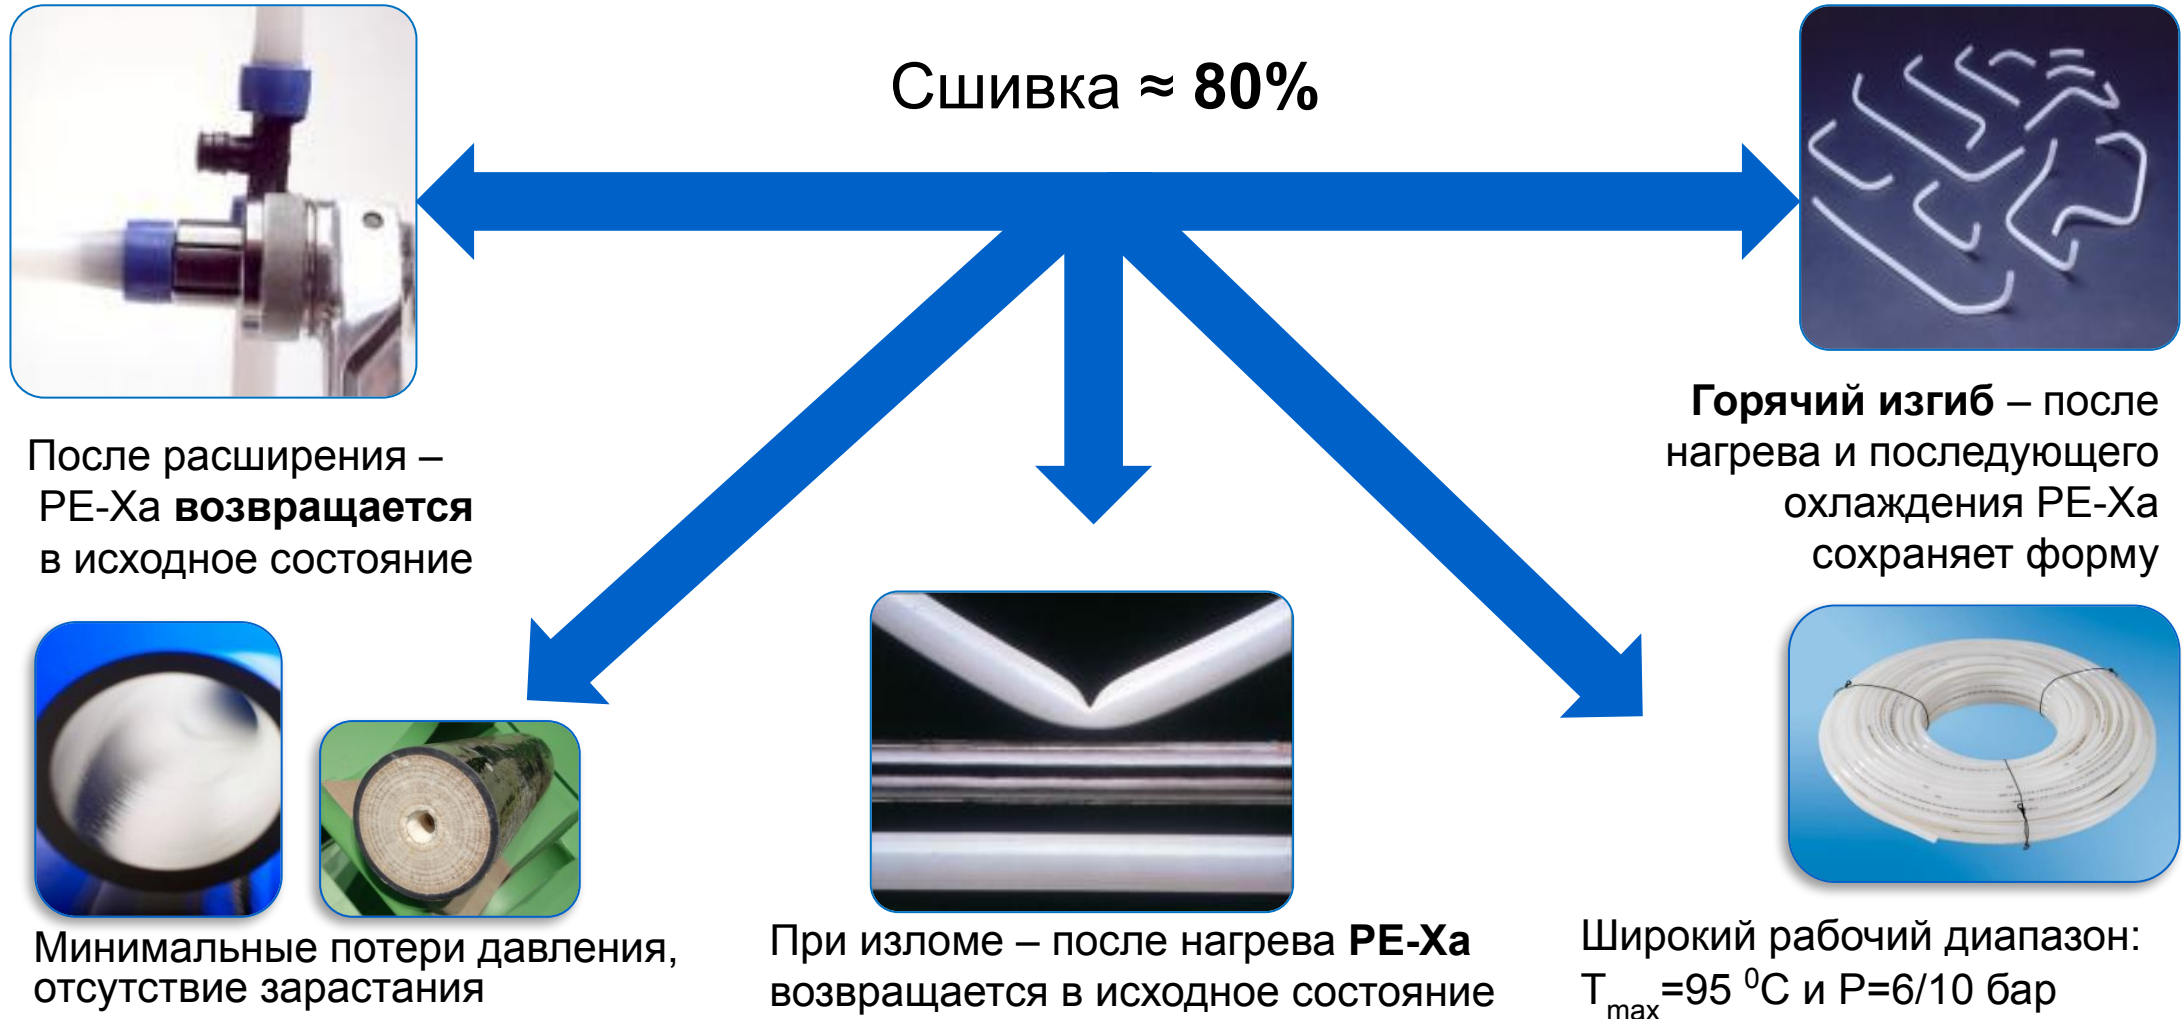 Сшивка ≈ 80%
После расширения –
PE-Xa возвращается
в исходное состояние
Горячий изгиб – после
нагрева и последующего
охлаждения PE-Xa
сохраняет форму
Минимальные потери давления,
отсутствие зарастания
При изломе – после нагрева PE-Xa
возвращается в исходное состояние
Широкий рабочий диапазон:
Tmax=95 ⁰C и P=6/10 бар